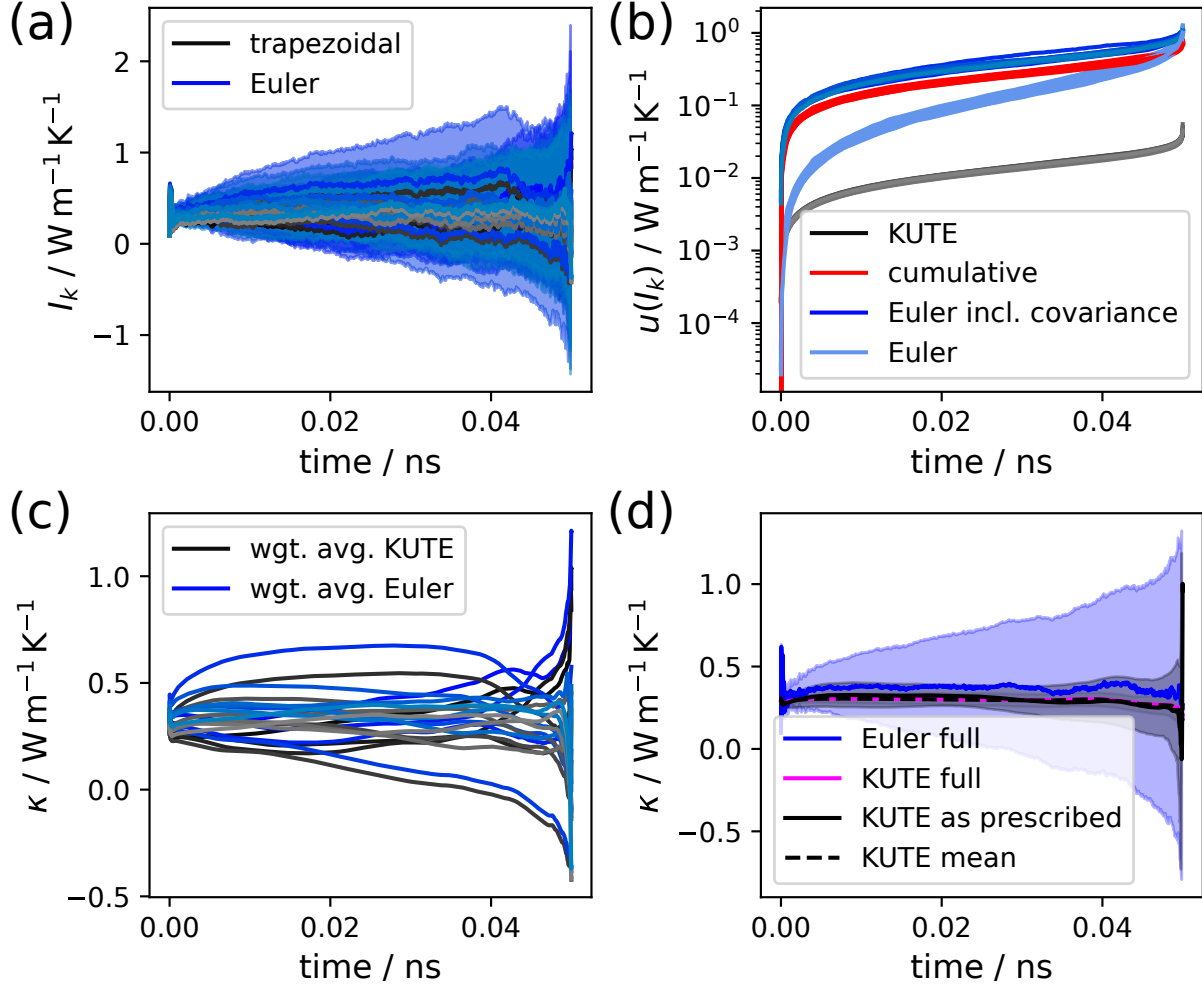 (a)
trapezoidal
Euler
2
1
0
−1
I_k / W m⁻¹ K⁻¹
0.00
0.02
0.04
time / ns
(b)
10⁰
10⁻¹
10⁻²
10⁻³
10⁻⁴
u(I_k) / W m⁻¹ K⁻¹
KUTE
cumulative
Euler incl. covariance
Euler
0.00
0.02
0.04
time / ns
(c)
wgt. avg. KUTE
wgt. avg. Euler
1.0
0.5
0.0
−0.5
κ / W m⁻¹ K⁻¹
0.00
0.02
0.04
time / ns
(d)
1.0
0.5
0.0
−0.5
κ / W m⁻¹ K⁻¹
Euler full
KUTE full
KUTE as prescribed
KUTE mean
0.00
0.02
0.04
time / ns